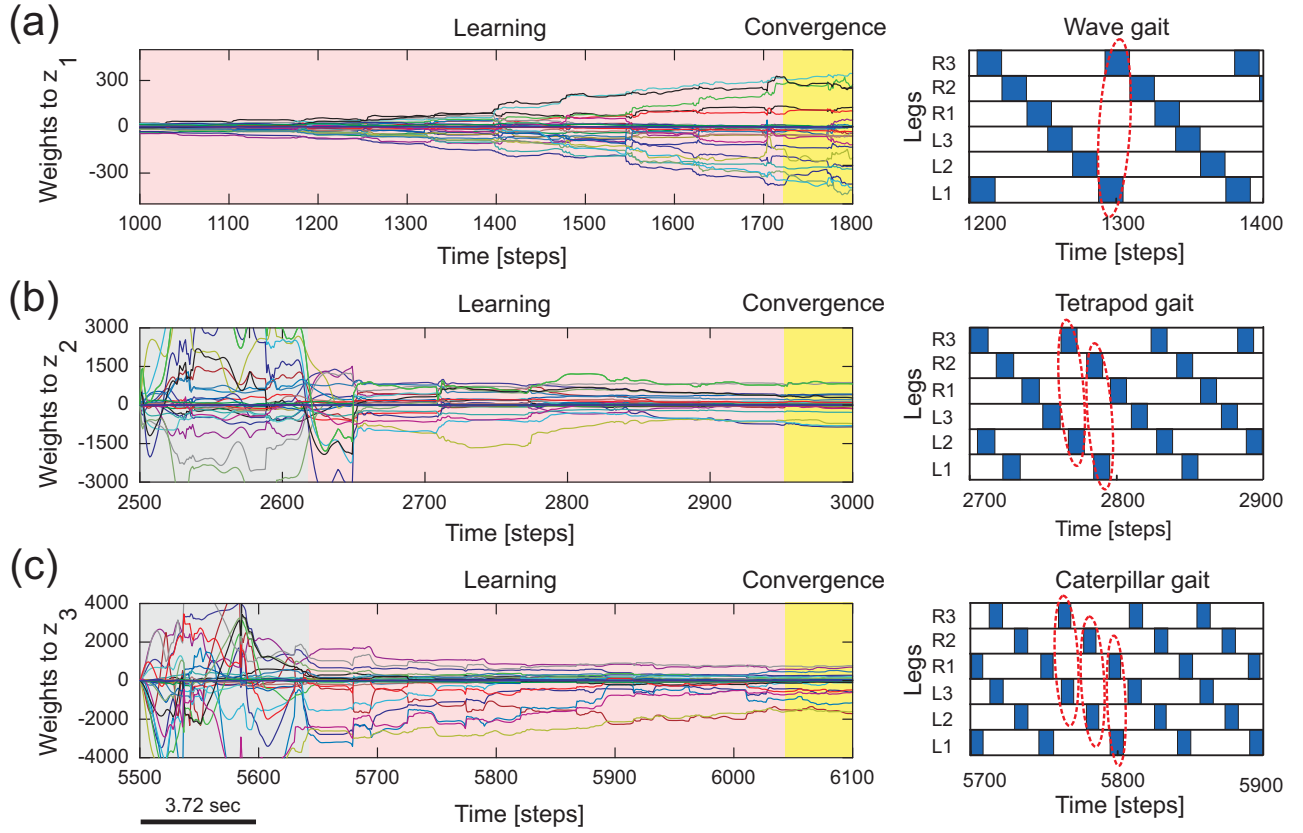 (a)
Learning
Convergence
Wave gait
Weights to z1
300
0
-300
1000
1100
1200
1300
1400
1500
1600
1700
1800
Time [steps]
Legs
R3
R2
R1
L3
L2
L1
1200
1300
1400
Time [steps]
(b)
Learning
Convergence
Tetrapod gait
Weights to z2
3000
1500
0
-1500
-3000
2500
2600
2700
2800
2900
3000
Time [steps]
Legs
R3
R2
R1
L3
L2
L1
2700
2800
2900
Time [steps]
(c)
Learning
Convergence
Caterpillar gait
Weights to z3
4000
2000
0
-2000
-4000
5500
5600
5700
5800
5900
6000
6100
3.72 sec
Time [steps]
Legs
R3
R2
R1
L3
L2
L1
5700
5800
5900
Time [steps]